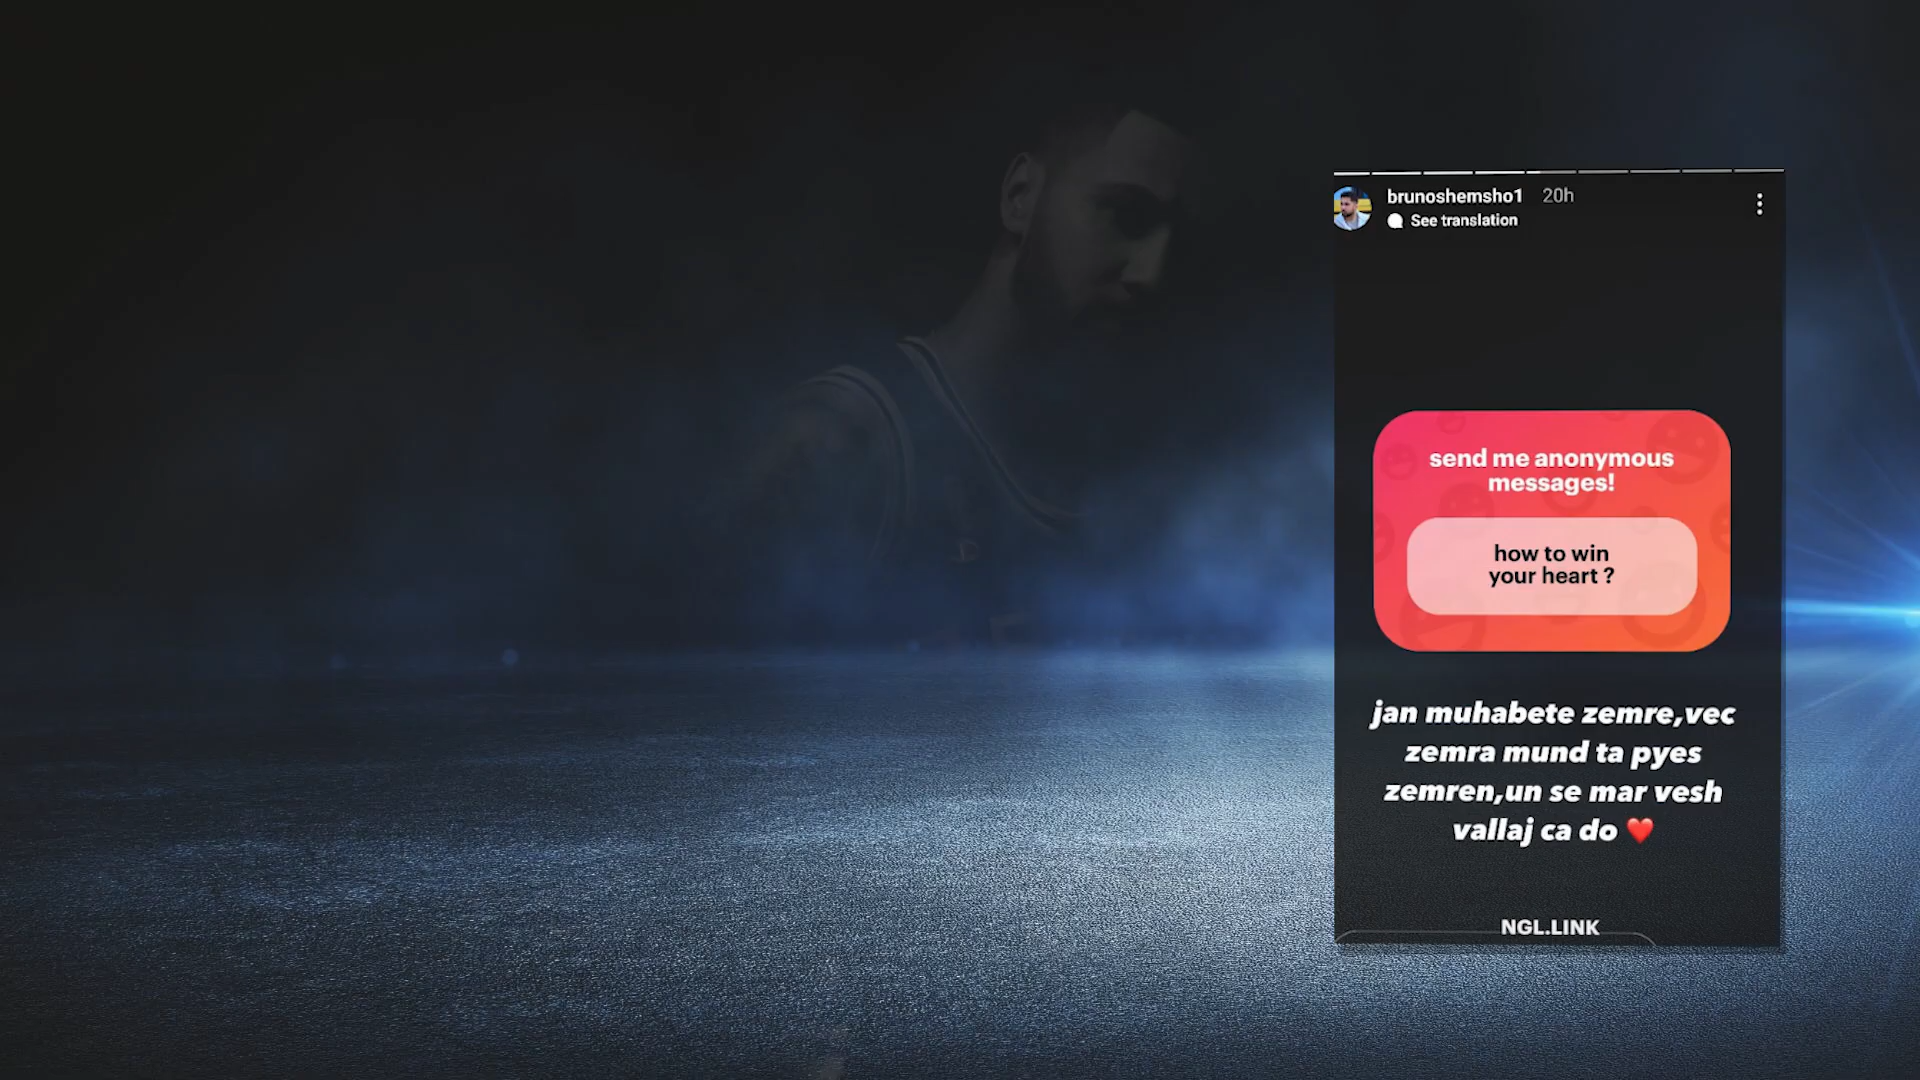 brunoshemsho1 20h
See translation
send me anonymous
messages!
how to win
your heart ?
jan muhabete zemre,vec
zemra mund ta pyes
zemren,un se mar vesh
vallaj ca do ❤️
NGL.LINK